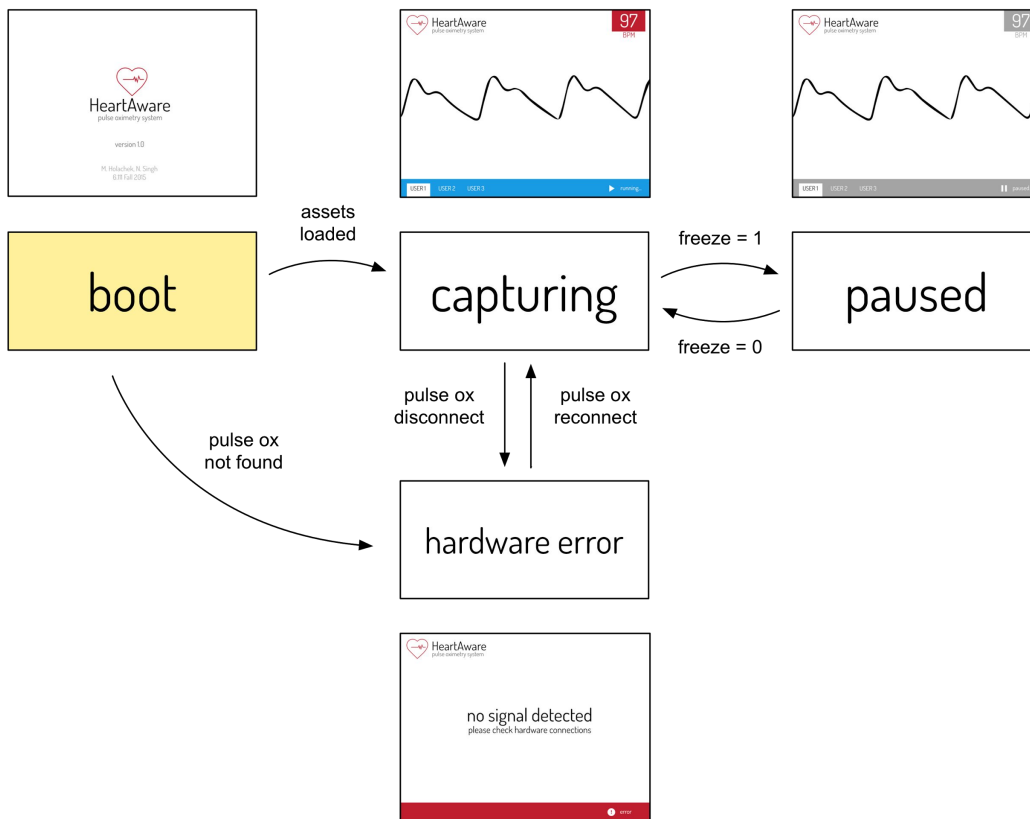 HeartAware
pulse oximetry system
version 1.0
M. Holachek, N. Singh
6.111 Fall 2015
HeartAware
pulse oximetry system
97
BPM
USER 1 USER 2 USER 3 running...
HeartAware
pulse oximetry system
97
BPM
USER 1 USER 2 USER 3 paused
boot
assets
loaded
capturing
freeze = 1
freeze = 0
paused
pulse ox
disconnect
pulse ox
reconnect
pulse ox
not found
hardware error
HeartAware
pulse oximetry system
no signal detected
please check hardware connections
error